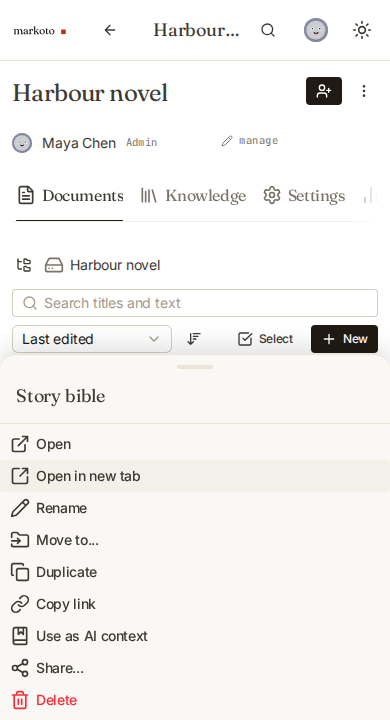 markoto
Harbour...
Harbour novel
Maya Chen Admin
manage
Documents Knowledge Settings
Harbour novel
Search titles and text
Last edited Select New
Story bible
Open
Open in new tab
Rename
Move to...
Duplicate
Copy link
Use as AI context
Share...
Delete